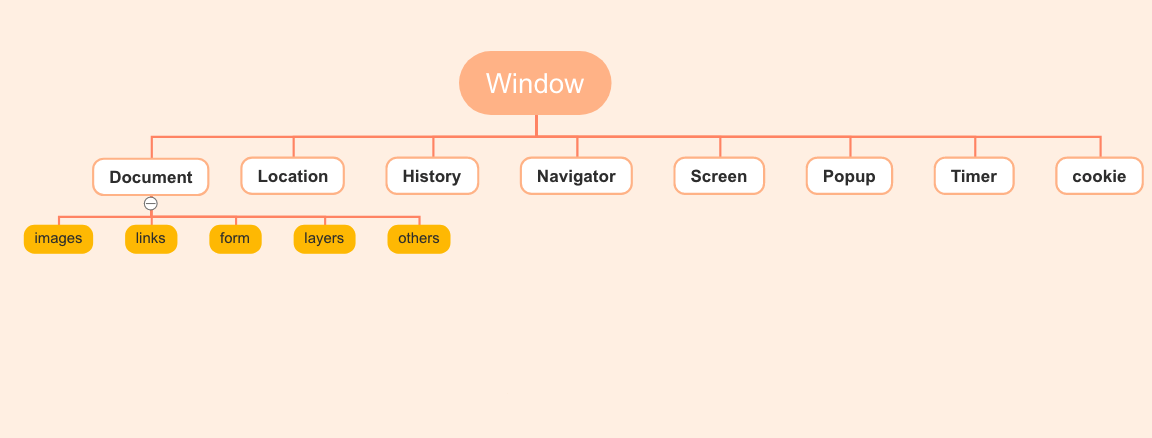 Window
Document
Location
History
Navigator
Screen
Popup
Timer
cookie
images
links
form
layers
others